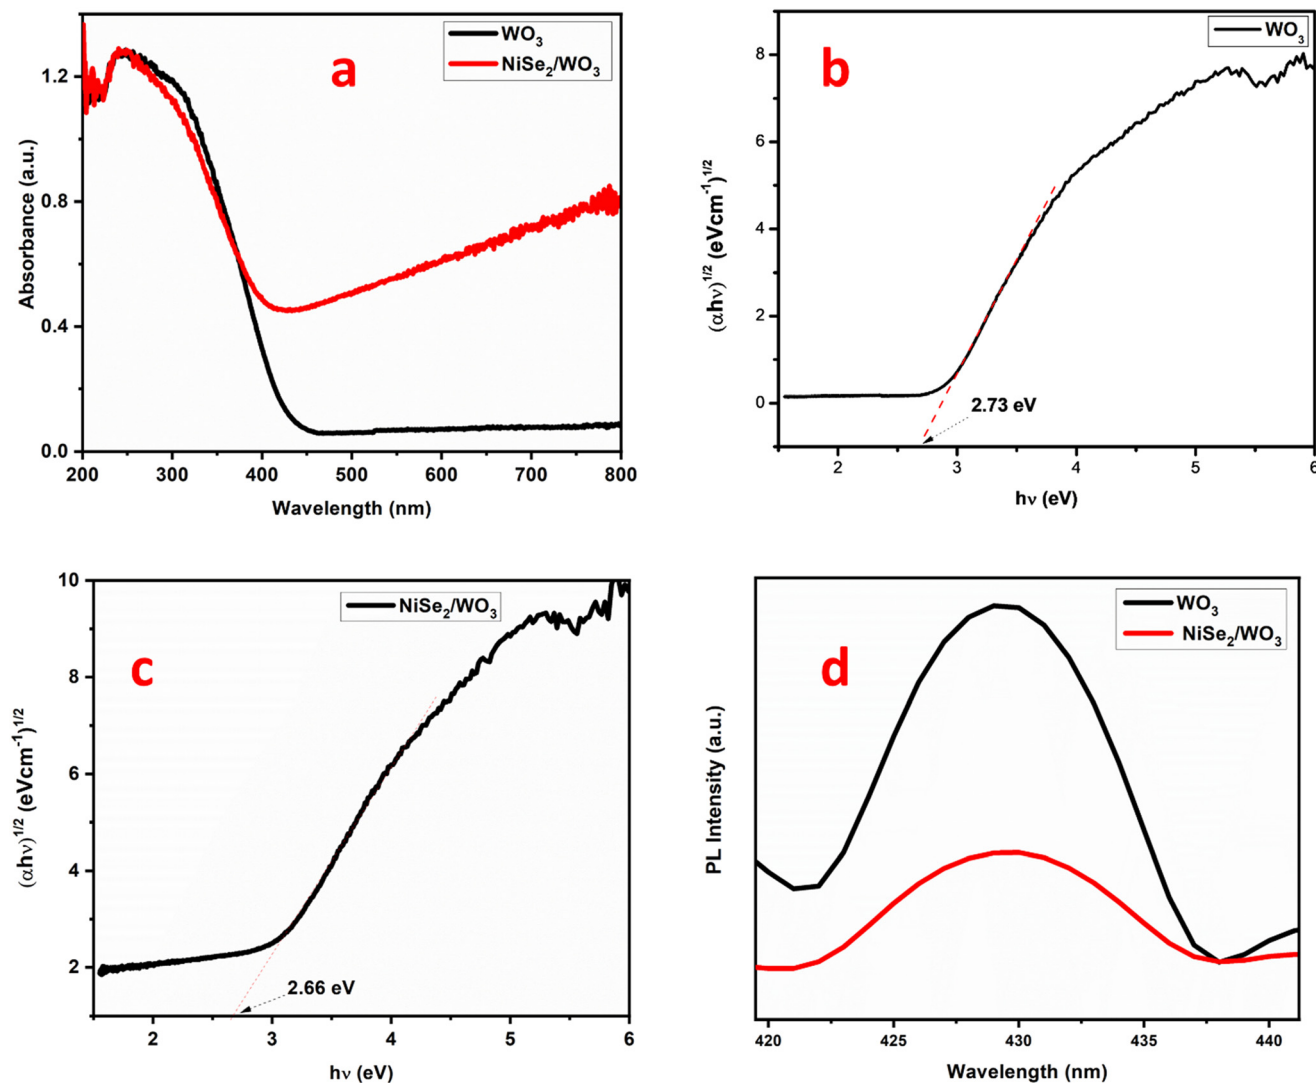 WO3
NiSe2/WO3
a
1.2
0.8
0.4
0.0
Absorbance (a.u.)
200 300 400 500 600 700 800
Wavelength (nm)
WO3
b
8
6
4
2
0
(αhν)1/2 (eVcm-1)1/2
2.73 eV
2 3 4 5 6
hν (eV)
NiSe2/WO3
c
10
8
6
4
2
(αhν)1/2 (eVcm-1)1/2
2.66 eV
2 3 4 5 6
hν (eV)
WO3
NiSe2/WO3
d
PL Intensity (a.u.)
420 425 430 435 440
Wavelength (nm)